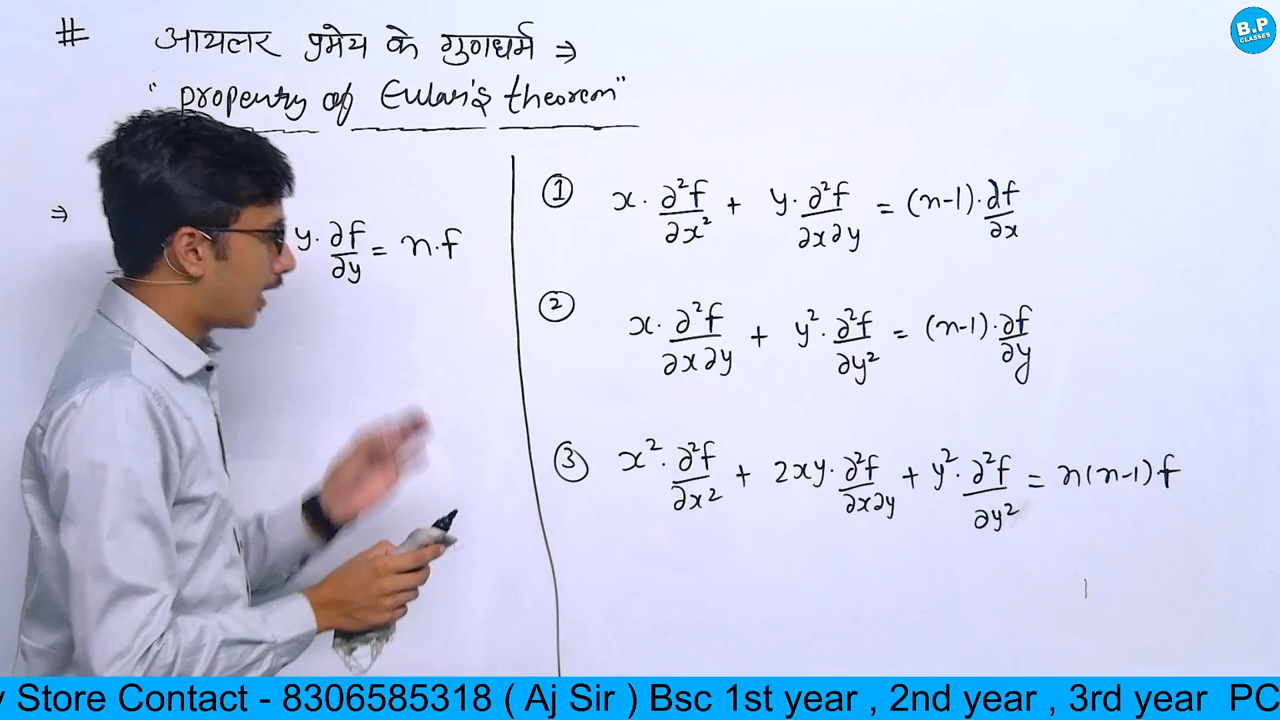 # आयलर प्रमेय के गुणधर्म ⇒
" propenty of Eular's theorem"
⇒ y· ∂f/∂y = n·f
① x· ∂²f/∂x² + y· ∂²f/∂x∂y = (n-1)· ∂f/∂x
② x· ∂²f/∂x∂y + y²· ∂²f/∂y² = (n-1)· ∂f/∂y
③ x²· ∂²f/∂x² + 2xy· ∂²f/∂x∂y + y²· ∂²f/∂y² = n(n-1)f
B.P
CLASSES
Store Contact - 8306585318 ( Aj Sir ) Bsc 1st year , 2nd year , 3rd year PC